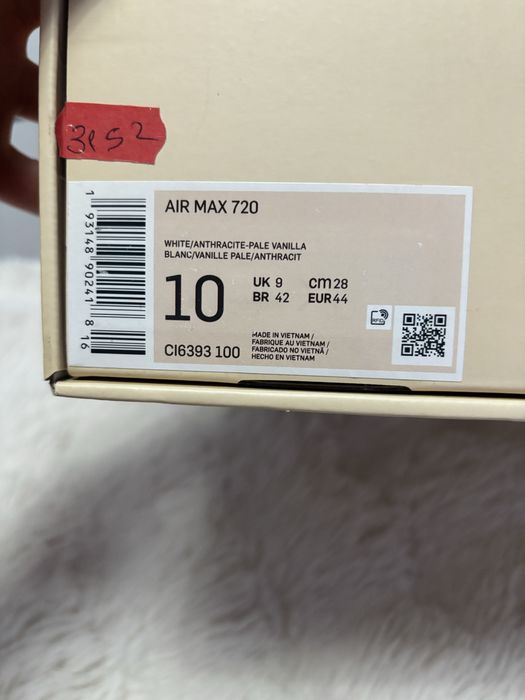 3152
AIR MAX 720
WHITE/ANTHRACITE-PALE VANILLA
BLANC/VANILLE PALE/ANTHRACIT
10
UK 9 cm 28
BR 42 EUR 44
CI6393 100
MADE IN VIETNAM /
FABRIQUE AU VIETNAM /
FABRICADO NO VIETNÃ /
HECHO EN VIETNAM
1 93148 90241 8 16